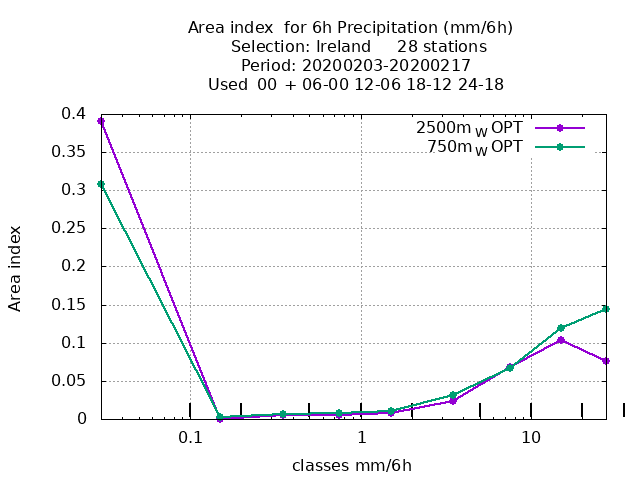 Area index  for 6h Precipitation (mm/6h)
Selection: Ireland     28 stations
Period: 20200203-20200217
Used  00  + 06-00 12-06 18-12 24-18
2500m W OPT
750m W OPT
0.4
0.35
0.3
0.25
0.2
0.15
0.1
0.05
0
Area index
0.1 1 10
classes mm/6h